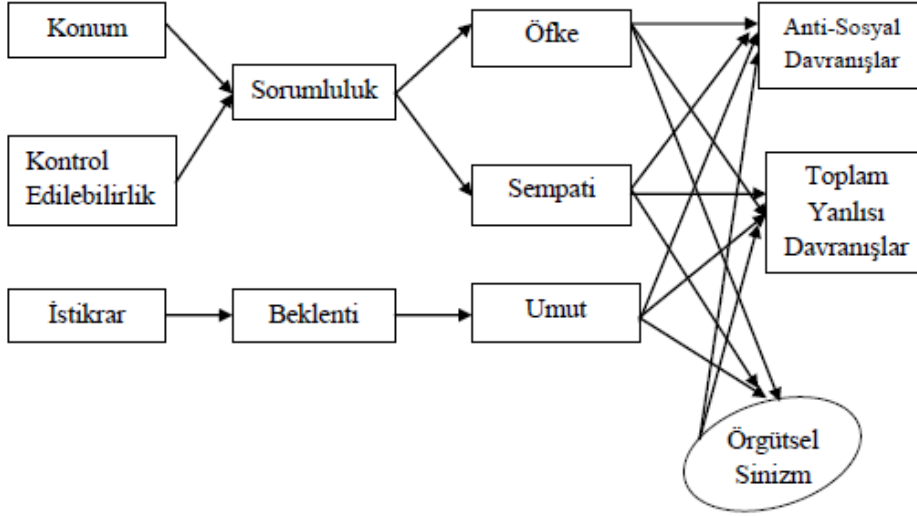 Konum
Öfke
Anti-Sosyal
Davranışlar
Sorumluluk
Kontrol
Edilebilirlik
Sempati
Toplam
Yanlısı
Davranışlar
İstikrar
Beklenti
Umut
Örgütsel
Sinizm